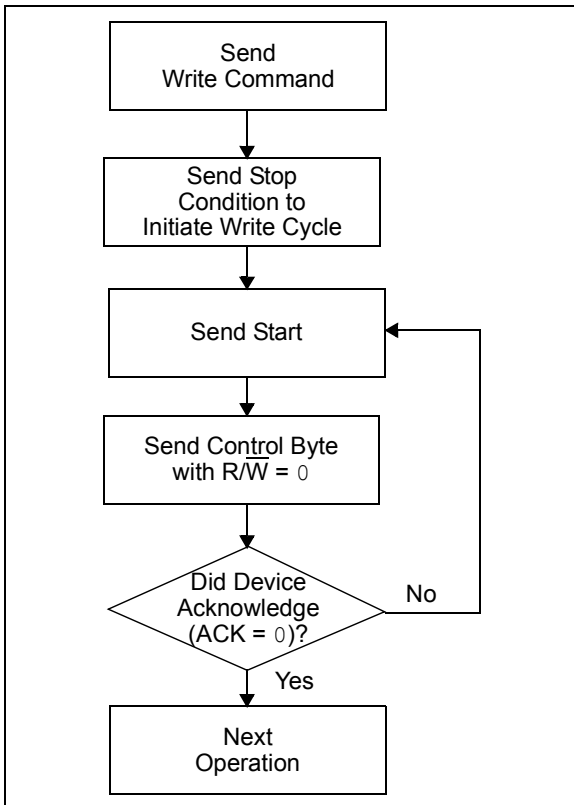 Send
Write Command
Send Stop
Condition to
Initiate Write Cycle
Send Start
Send Control Byte
with R/W̅ = 0
Did Device
Acknowledge
(ACK = 0)?
No
Yes
Next
Operation